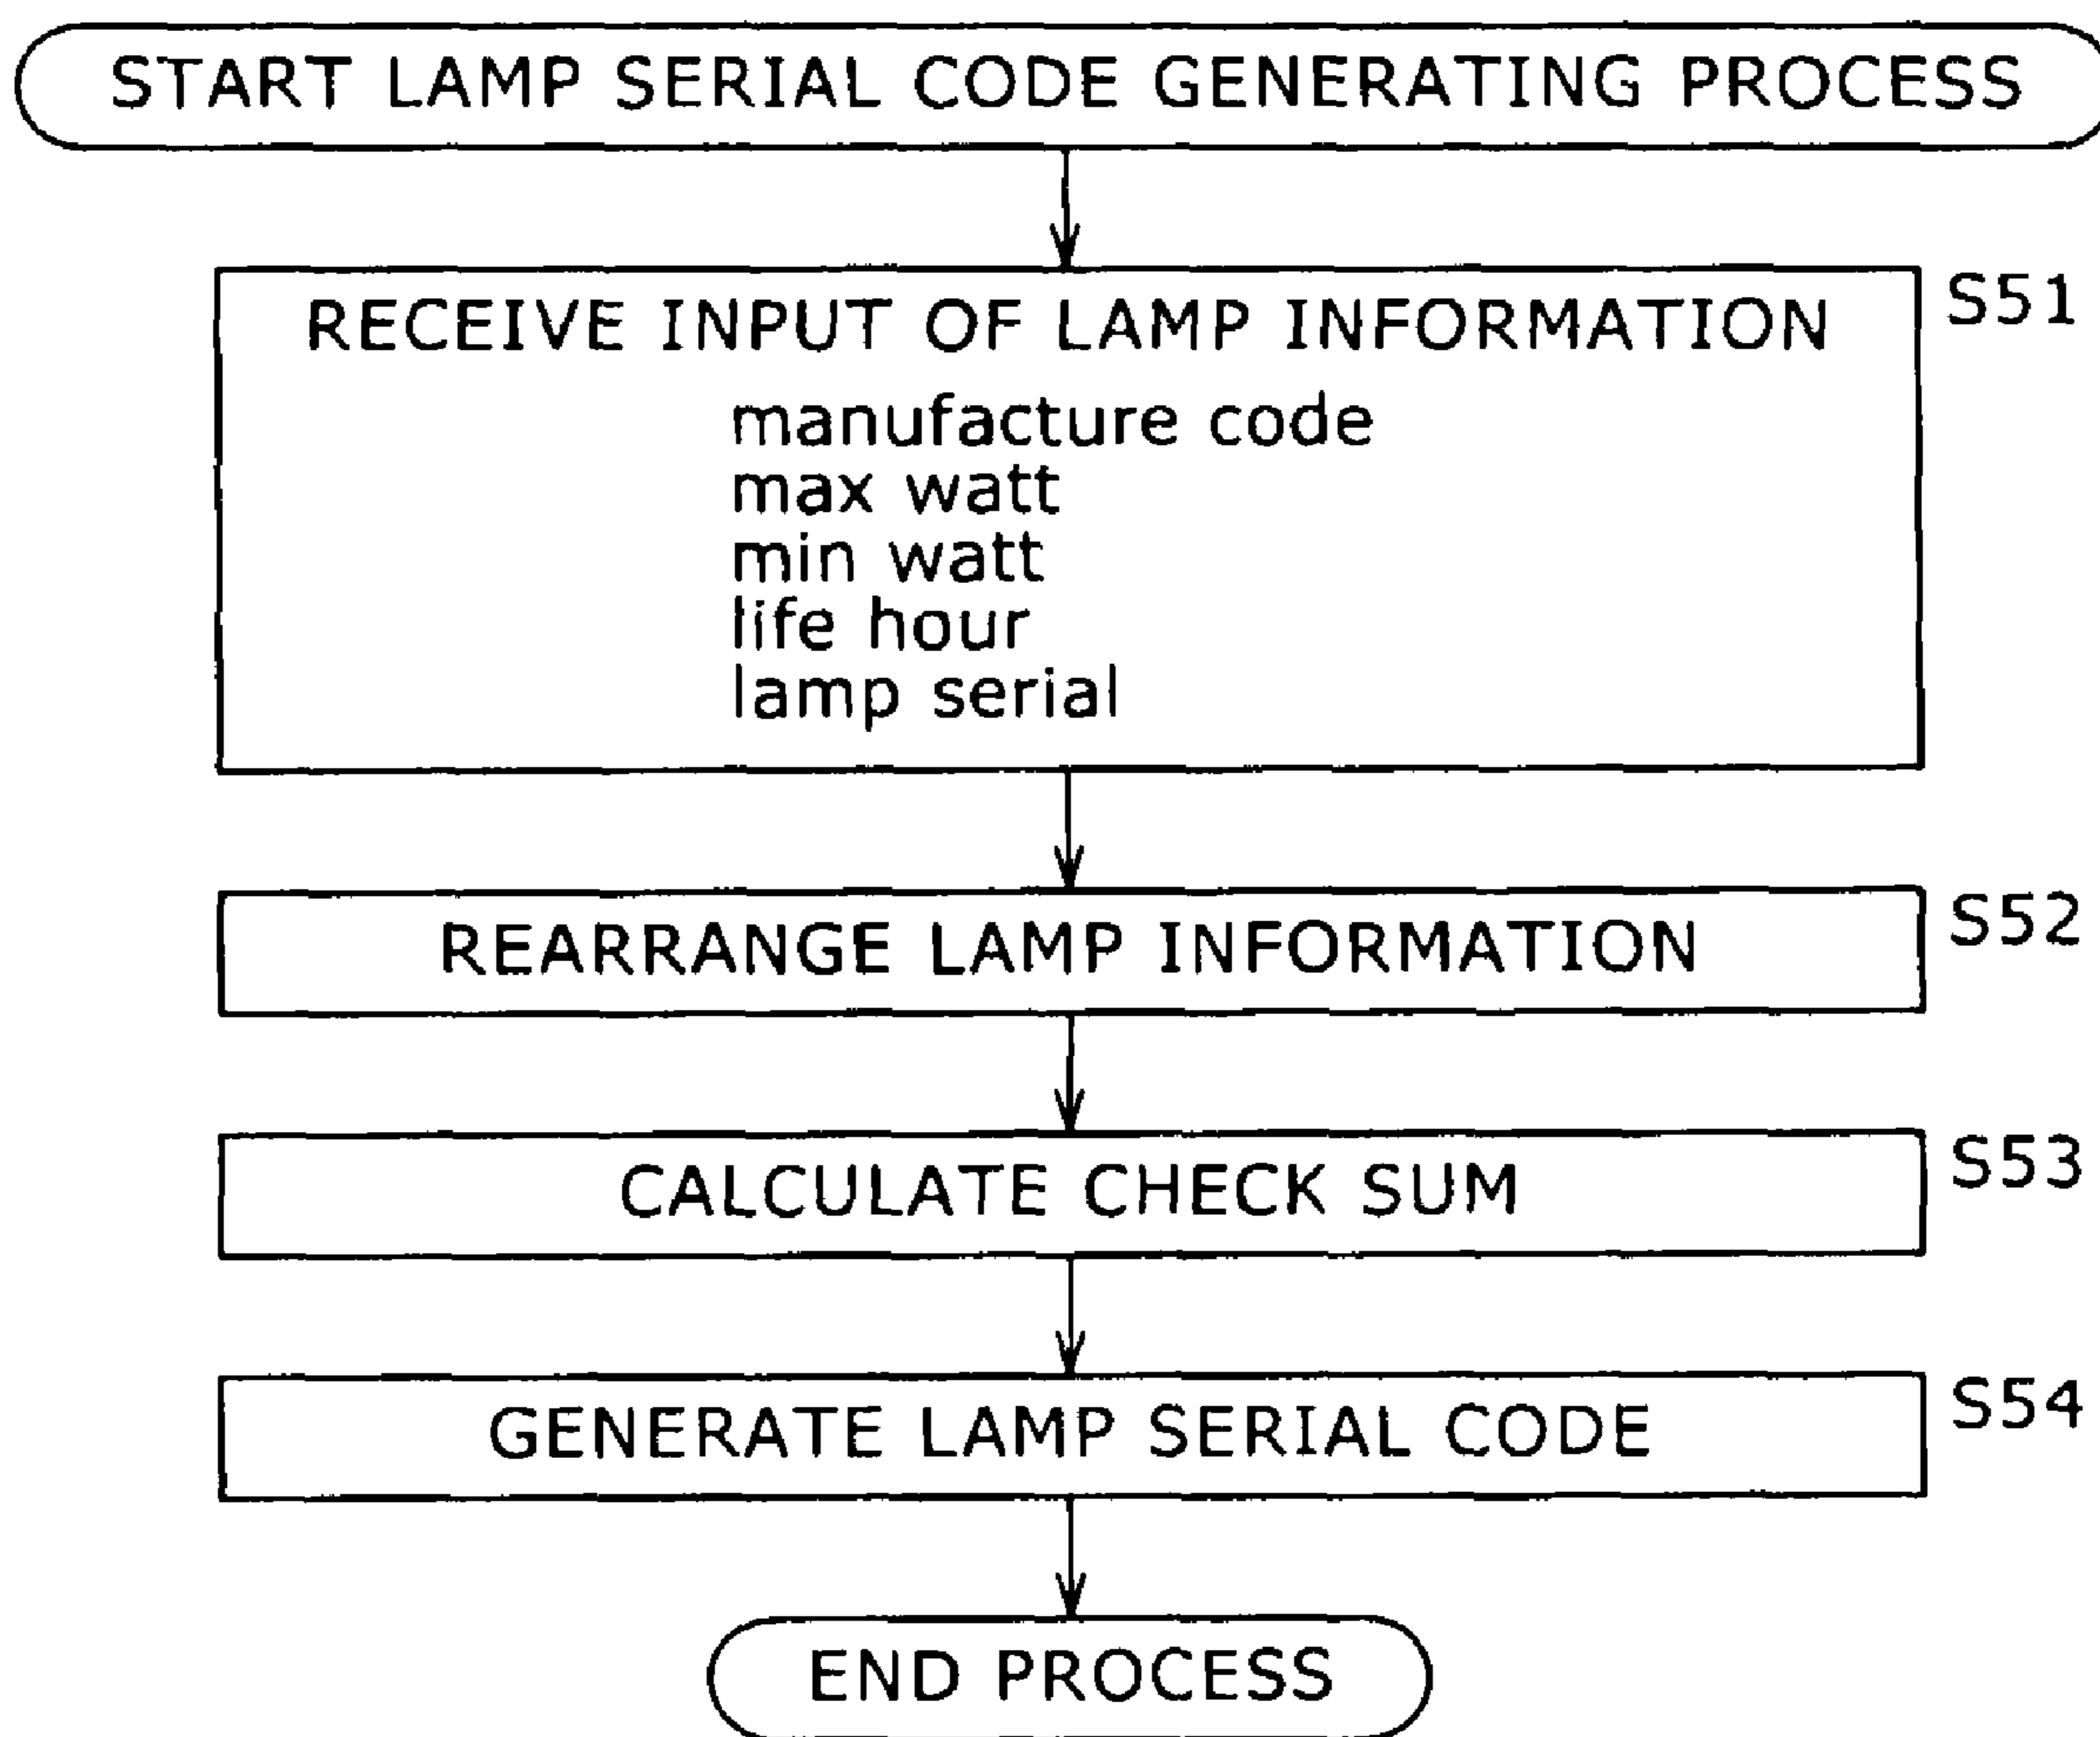 START LAMP SERIAL CODE GENERATING PROCESS
RECEIVE INPUT OF LAMP INFORMATION
S51
manufacture code
max watt
min watt
life hour
lamp serial
REARRANGE LAMP INFORMATION
S52
CALCULATE CHECK SUM
S53
GENERATE LAMP SERIAL CODE
S54
END PROCESS